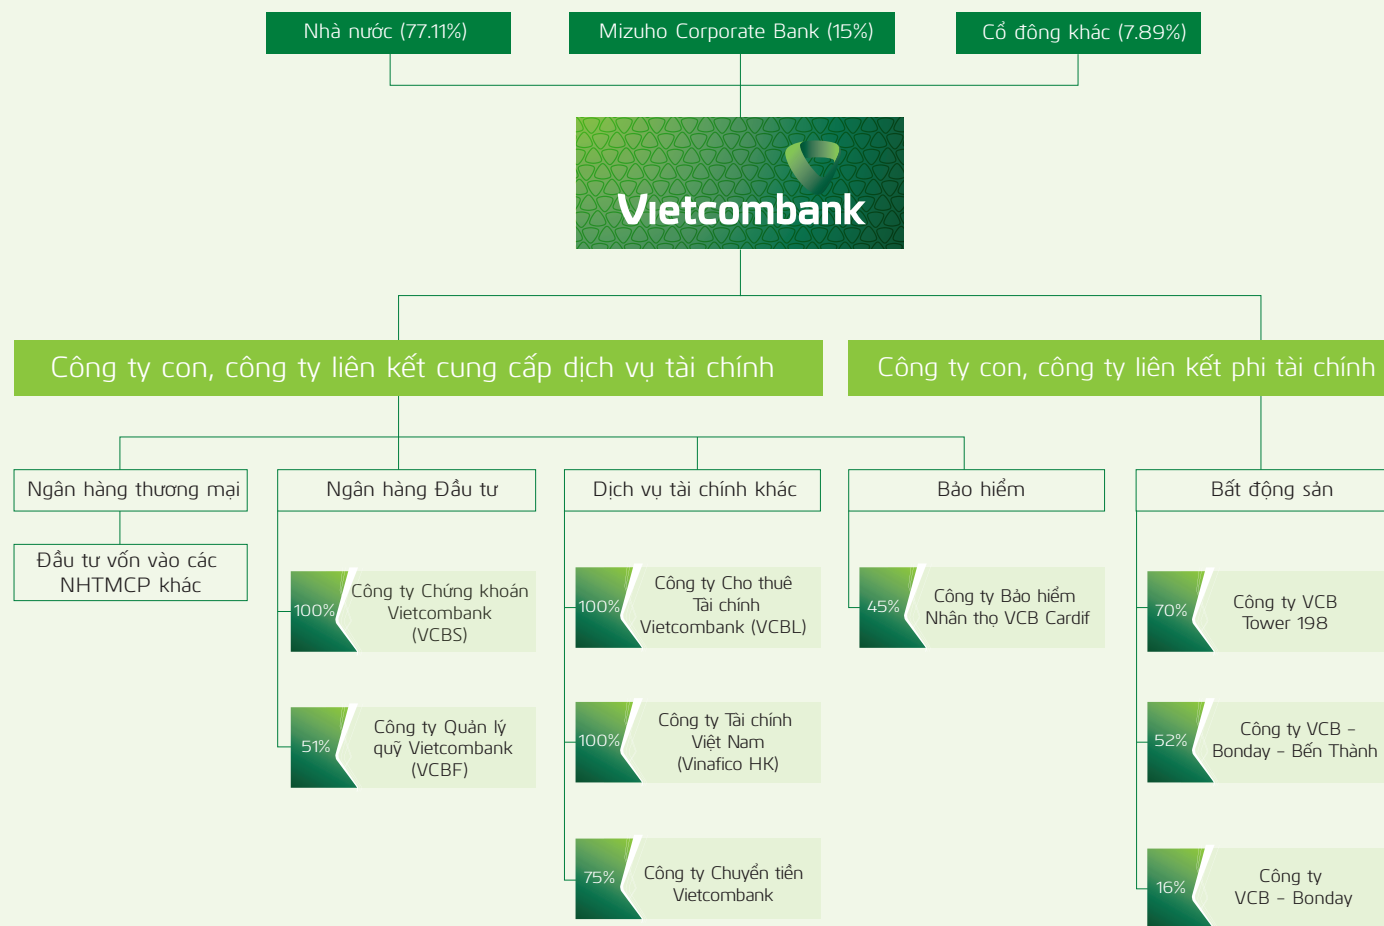 Nhà nước (77.11%)
Mizuho Corporate Bank (15%)
Cổ đông khác (7.89%)
Vietcombank
Công ty con, công ty liên kết cung cấp dịch vụ tài chính
Công ty con, công ty liên kết phi tài chính
Ngân hàng thương mại
Đầu tư vốn vào các
NHTMCP khác
Ngân hàng Đầu tư
100%
Công ty Chứng khoán
Vietcombank
(VCBS)
51%
Công ty Quản lý
quỹ Vietcombank
(VCBF)
Dịch vụ tài chính khác
100%
Công ty Cho thuê
Tài chính
Vietcombank (VCBL)
100%
Công ty Tài chính
Việt Nam
(Vinafico HK)
75%
Công ty Chuyển tiền
Vietcombank
Bảo hiểm
45%
Công ty Bảo hiểm
Nhân thọ VCB Cardif
Bất động sản
70%
Công ty VCB
Tower 198
52%
Công ty VCB –
Bonday – Bến Thành
16%
Công ty
VCB – Bonday